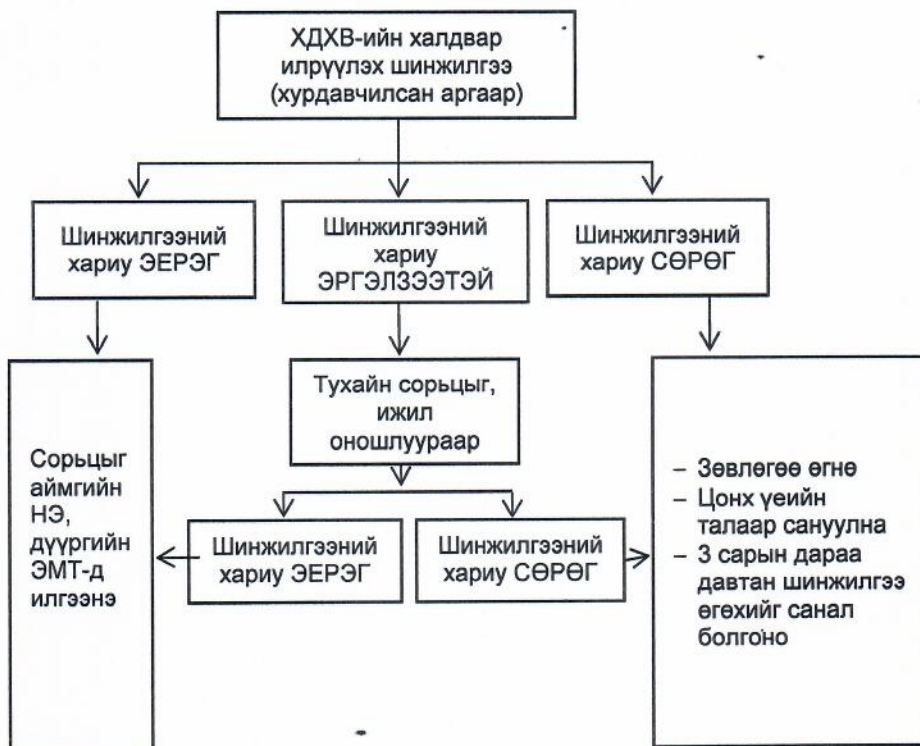 ХДХВ-ийн халдвар
илрүүлэх шинжилгээ
(хурдавчилсан аргаар)
Шинжилгээний
хариу ЭЕРЭГ
Шинжилгээний
хариу
ЭРГЭЛЗЭЭТЭЙ
Шинжилгээний
хариу СӨРӨГ
Тухайн сорьцыг,
ижил
оношлуураар
Сорьцыг
аймгийн
НЭ,
дүүргийн
ЭМТ-д
илгээнэ
Шинжилгээний
хариу ЭЕРЭГ
Шинжилгээний
хариу СӨРӨГ
– Зөвлөгөө өгнө
– Цонх үеийн
талаар сануулна
– 3 сарын дараа
давтан шинжилгээ
өгөхийг санал
болгоно